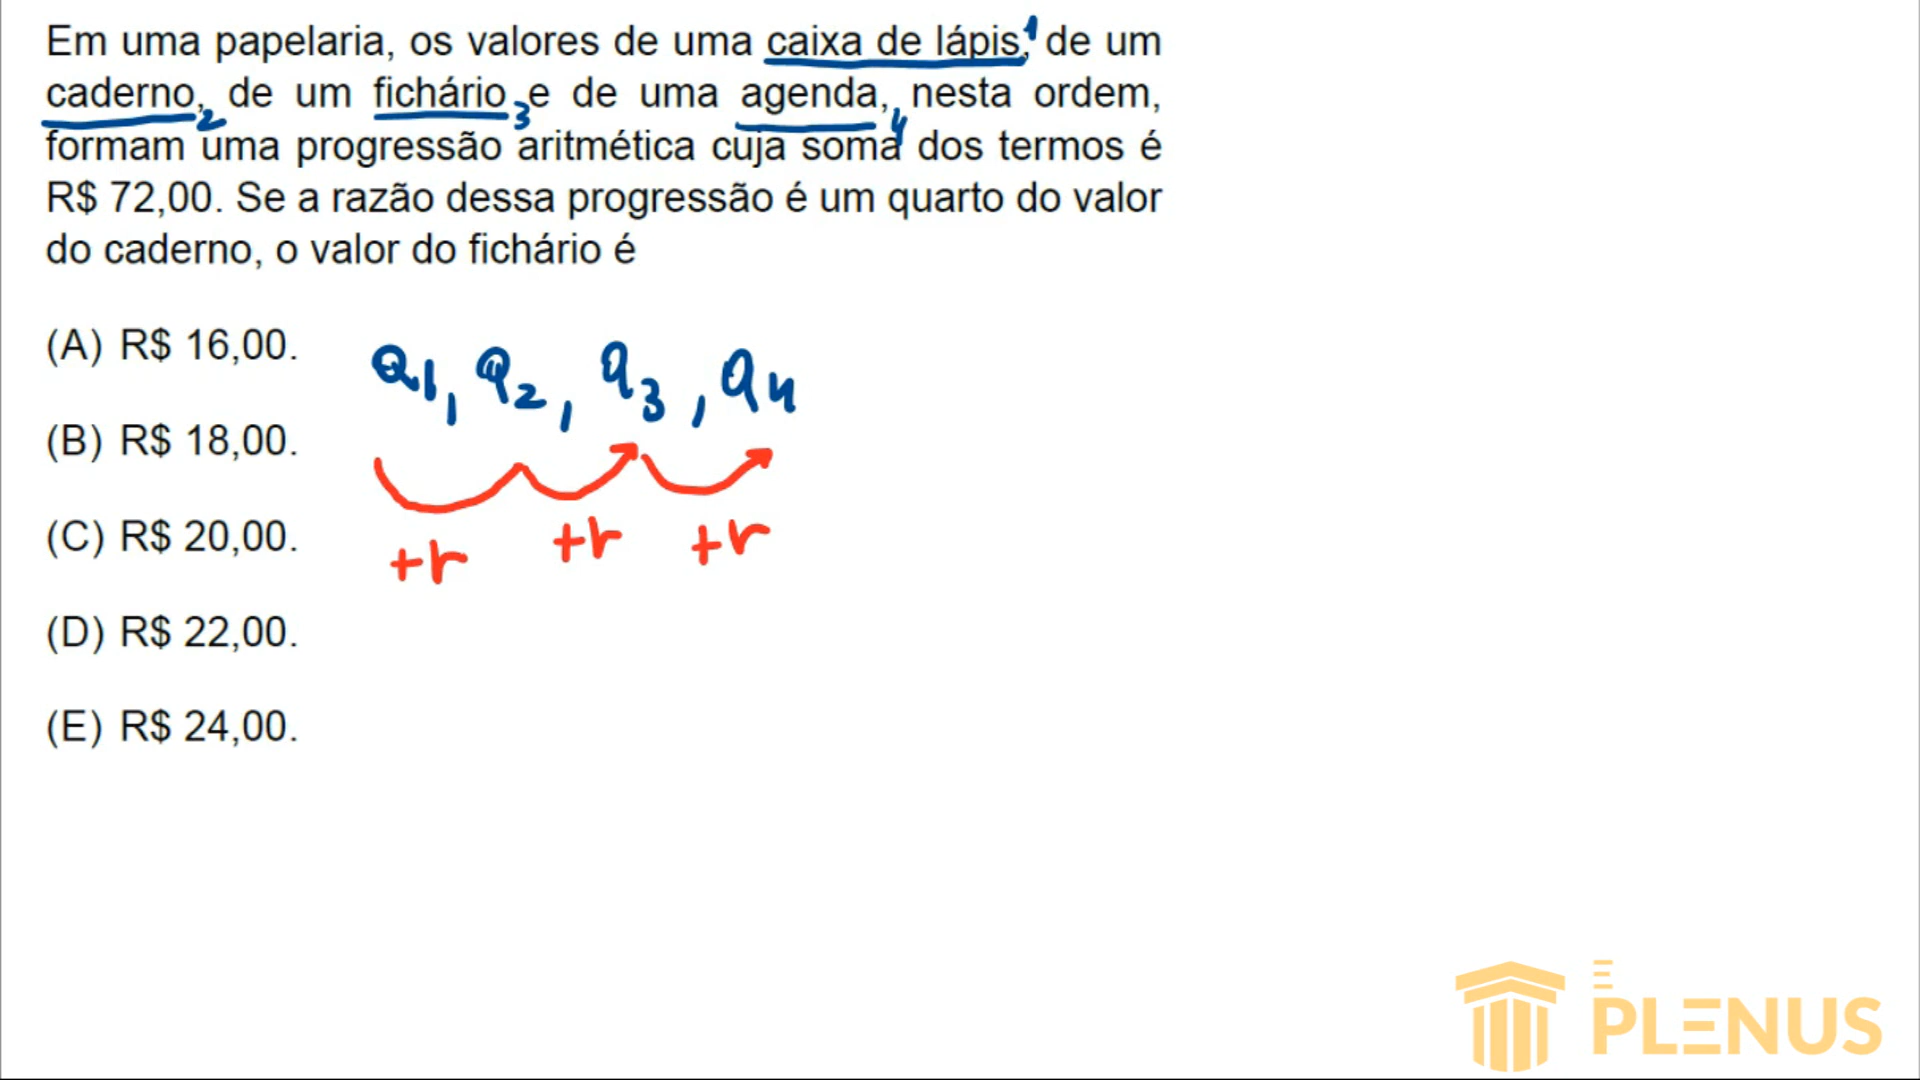 Em uma papelaria, os valores de uma caixa de lápis,1 de um
caderno,2 de um fichário 3 e de uma agenda,4 nesta ordem,
formam uma progressão aritmética cuja soma dos termos é
R$ 72,00. Se a razão dessa progressão é um quarto do valor
do caderno, o valor do fichário é
(A) R$ 16,00.
a1, a2, a3, a4
(B) R$ 18,00.
(C) R$ 20,00.
+r +r +r
(D) R$ 22,00.
(E) R$ 24,00.
PLENUS